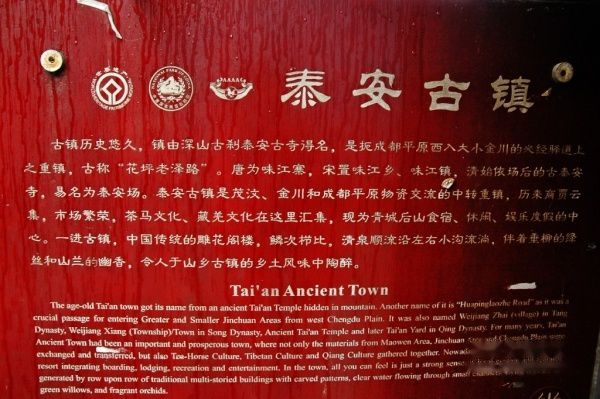 泰安古镇
古镇历史悠久，镇由深山古刹泰安古寺得名，是扼成都平原西入大小金川的必经驿道上
之重镇，古称“花坪老泽路”。唐为味江寨，宋置味江乡、味江镇，清始依场后的古泰安
寺，易名为泰安场。泰安古镇是茂汶、金川和成都平原物资交流的中转重镇，历来商贾云
集，市场繁荣，茶马文化、藏羌文化在这里汇集，现为青城后山食宿、休闲、娱乐度假的中
心。一进古镇，中国传统的雕花阁楼，鳞次栉比，清泉顺流沿左右小沟流淌，伴着垂柳的绿
丝和山兰的幽香，令人于山乡古镇的乡土风味中陶醉。
Tai'an Ancient Town
The age-old Tai'an town got its name from an ancient Tai'an Temple hidden in mountain. Another name of it is "Huapinglaozhe Road" as it was a
crucial passage for entering Greater and Smaller Jinchuan Areas from west Chengdu Plain. It was also named Weijiang Zhai (village) in Tang
Dynasty, Weijiang Xiang (Township)/Town in Song Dynasty, Ancient Tai'an Temple and later Tai'an Yard in Qing Dynasty. For many years, Tai'an
Ancient Town had been an important and prosperous town, where not only the materials from Maowen Area, Jinchuan and Chengdu Plain were
exchanged and transferred, but also Tea-Horse Culture, Tibetan Culture and Qiang Culture gathered together.
resort integrating boarding, lodging, recreation and entertainment. In the town, all you can feel is just a strong sense
generated by row upon row of traditional multi-storied buildings with carved patterns, clear water flowing through small
green willows, and fragrant orchids.